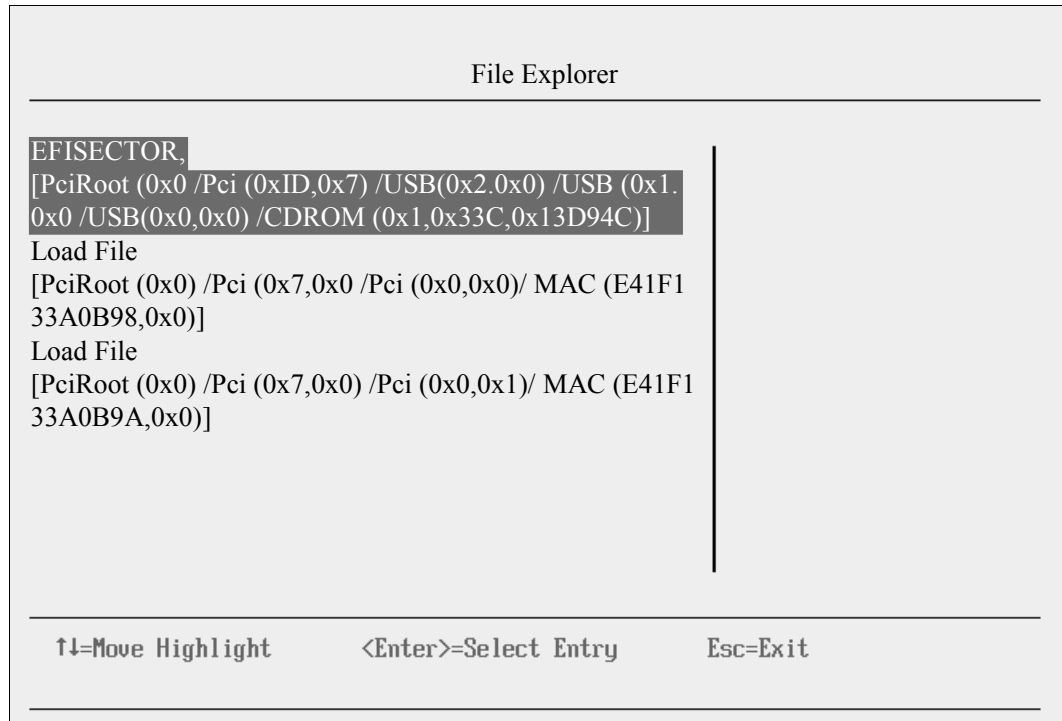 File Explorer
EFISECTOR,
[PciRoot (0x0 /Pci (0xID,0x7) /USB(0x2.0x0) /USB (0x1.
0x0 /USB(0x0,0x0) /CDROM (0x1,0x33C,0x13D94C)]
Load File
[PciRoot (0x0) /Pci (0x7,0x0 /Pci (0x0,0x0)/ MAC (E41F1
33A0B98,0x0)]
Load File
[PciRoot (0x0) /Pci (0x7,0x0) /Pci (0x0,0x1)/ MAC (E41F1
33A0B9A,0x0)]
↑↓=Move Highlight <Enter>=Select Entry Esc=Exit